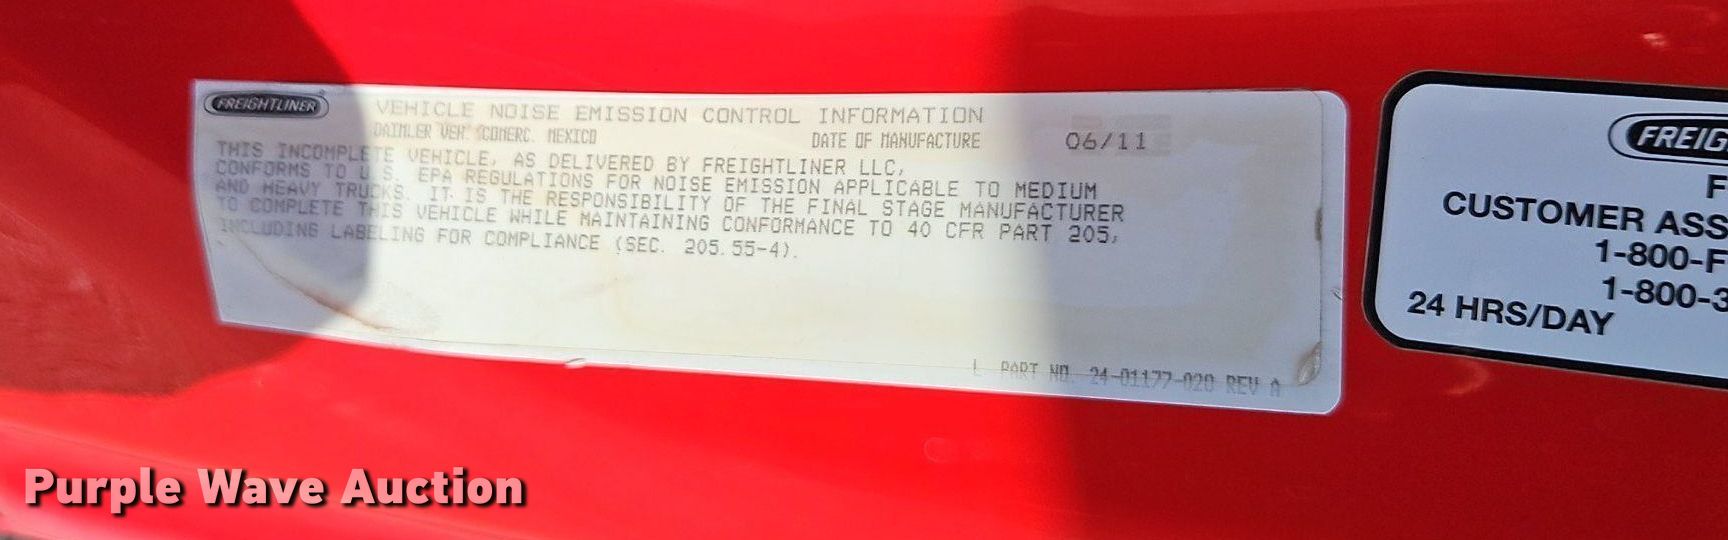 FREIGHTLINER
VEHICLE NOISE EMISSION CONTROL INFORMATION
DAIMLER VEH. COMERC. MEXICO DATE OF MANUFACTURE 06/11
THIS INCOMPLETE VEHICLE, AS DELIVERED BY FREIGHTLINER LLC,
CONFORMS TO U.S. EPA REGULATIONS FOR NOISE EMISSION APPLICABLE TO MEDIUM
AND HEAVY TRUCKS. IT IS THE RESPONSIBILITY OF THE FINAL STAGE MANUFACTURER
TO COMPLETE THIS VEHICLE WHILE MAINTAINING CONFORMANCE TO 40 CFR PART 205,
INCLUDING LABELING FOR COMPLIANCE (SEC. 205.55-4).
PART NO. 24-01177-020 REV A
FREIG
F
CUSTOMER ASS
1-800-F
1-800-3
24 HRS/DAY
Purple Wave Auction